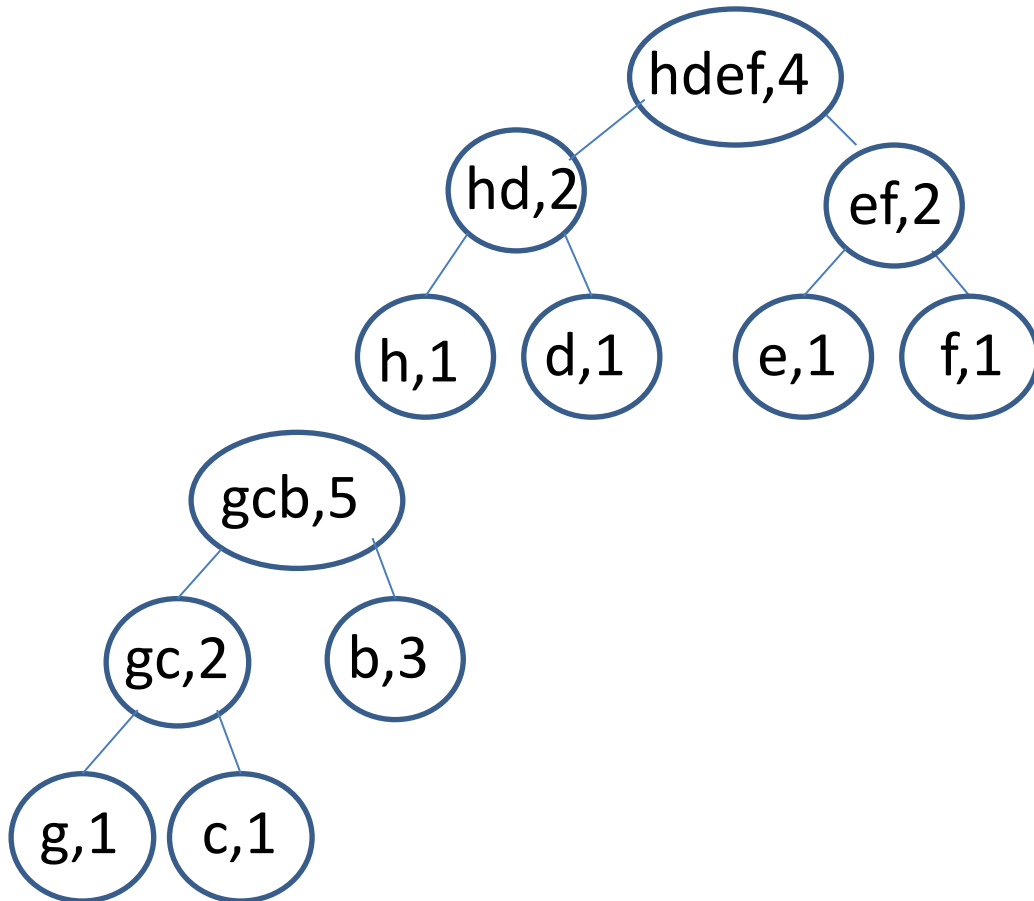 hdef,4
hd,2
ef,2
h,1
d,1
e,1
f,1
gcb,5
gc,2
b,3
g,1
c,1